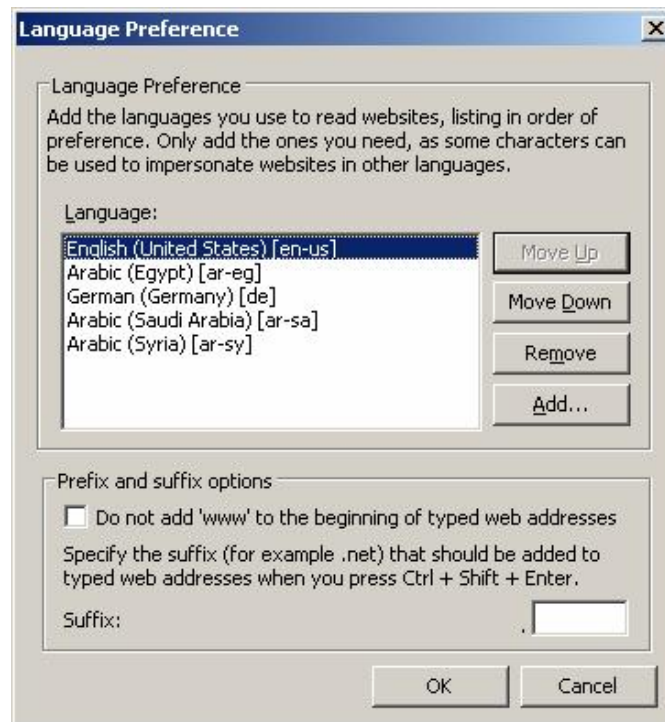 Language Preference
Language Preference
Add the languages you use to read websites, listing in order of
preference. Only add the ones you need, as some characters can
be used to impersonate websites in other languages.
Language:
English (United States) [en-us]
Arabic (Egypt) [ar-eg]
German (Germany) [de]
Arabic (Saudi Arabia) [ar-sa]
Arabic (Syria) [ar-sy]
Move Up
Move Down
Remove
Add...
Prefix and suffix options
Do not add 'www' to the beginning of typed web addresses
Specify the suffix (for example .net) that should be added to
typed web addresses when you press Ctrl + Shift + Enter.
Suffix: .
OK Cancel